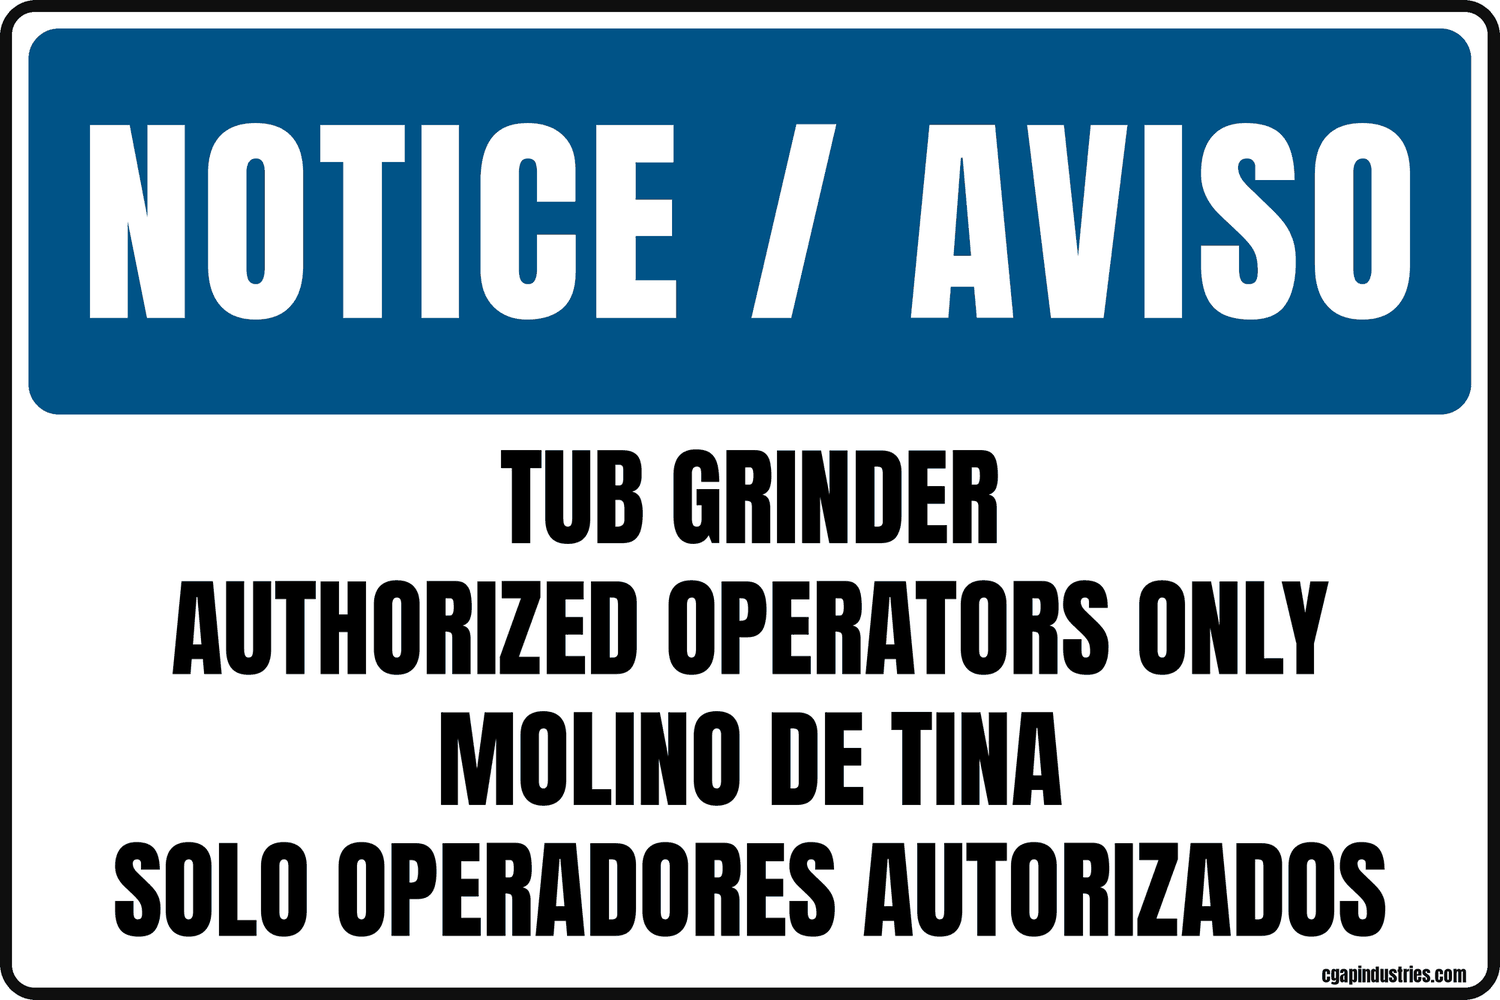 NOTICE / AVISO
TUB GRINDER
AUTHORIZED OPERATORS ONLY
MOLINO DE TINA
SOLO OPERADORES AUTORIZADOS
cgapindustries.com